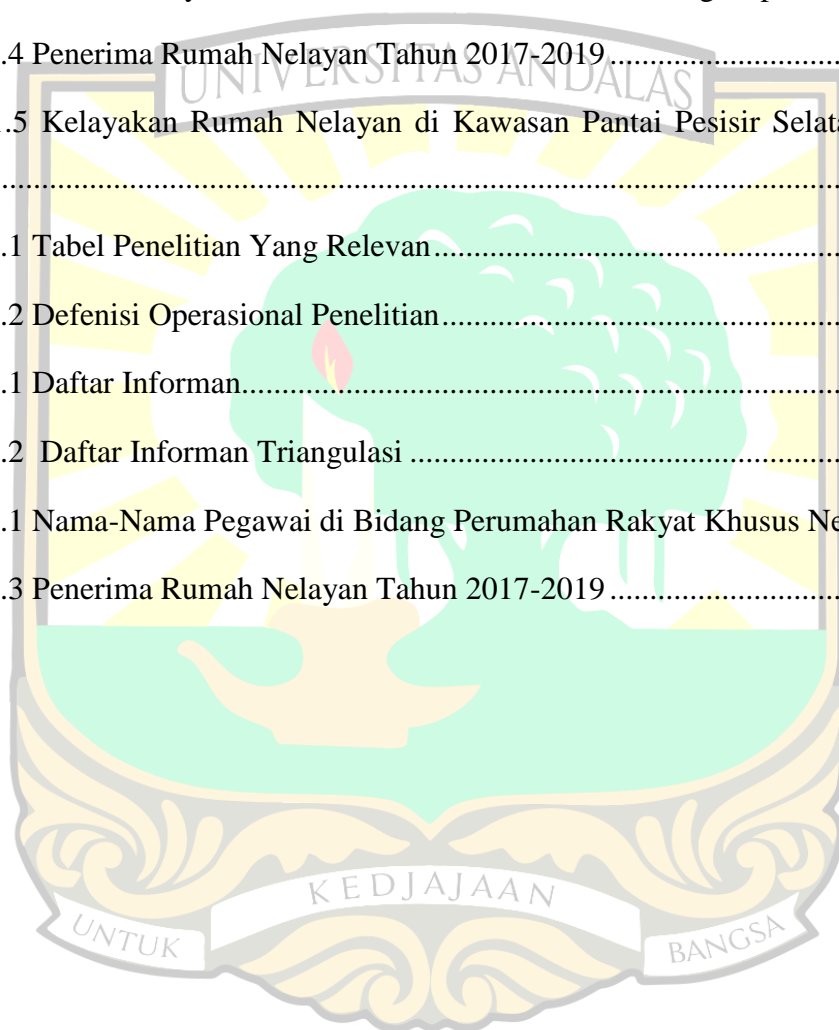 .4 Penerima Rumah Nelayan Tahun 2017-2019..............................
UNIVERSITAS ANDALAS
.5 Kelayakan Rumah Nelayan di Kawasan Pantai Pesisir Selata
................................................................................
.1 Tabel Penelitian Yang Relevan..................................................
.2 Defenisi Operasional Penelitian.................................................
.1 Daftar Informan..........................................................................
.2 Daftar Informan Triangulasi .....................................................
.1 Nama-Nama Pegawai di Bidang Perumahan Rakyat Khusus Ne
.3 Penerima Rumah Nelayan Tahun 2017-2019..............................
KEDJAJAAN
UNTUK BANGSA